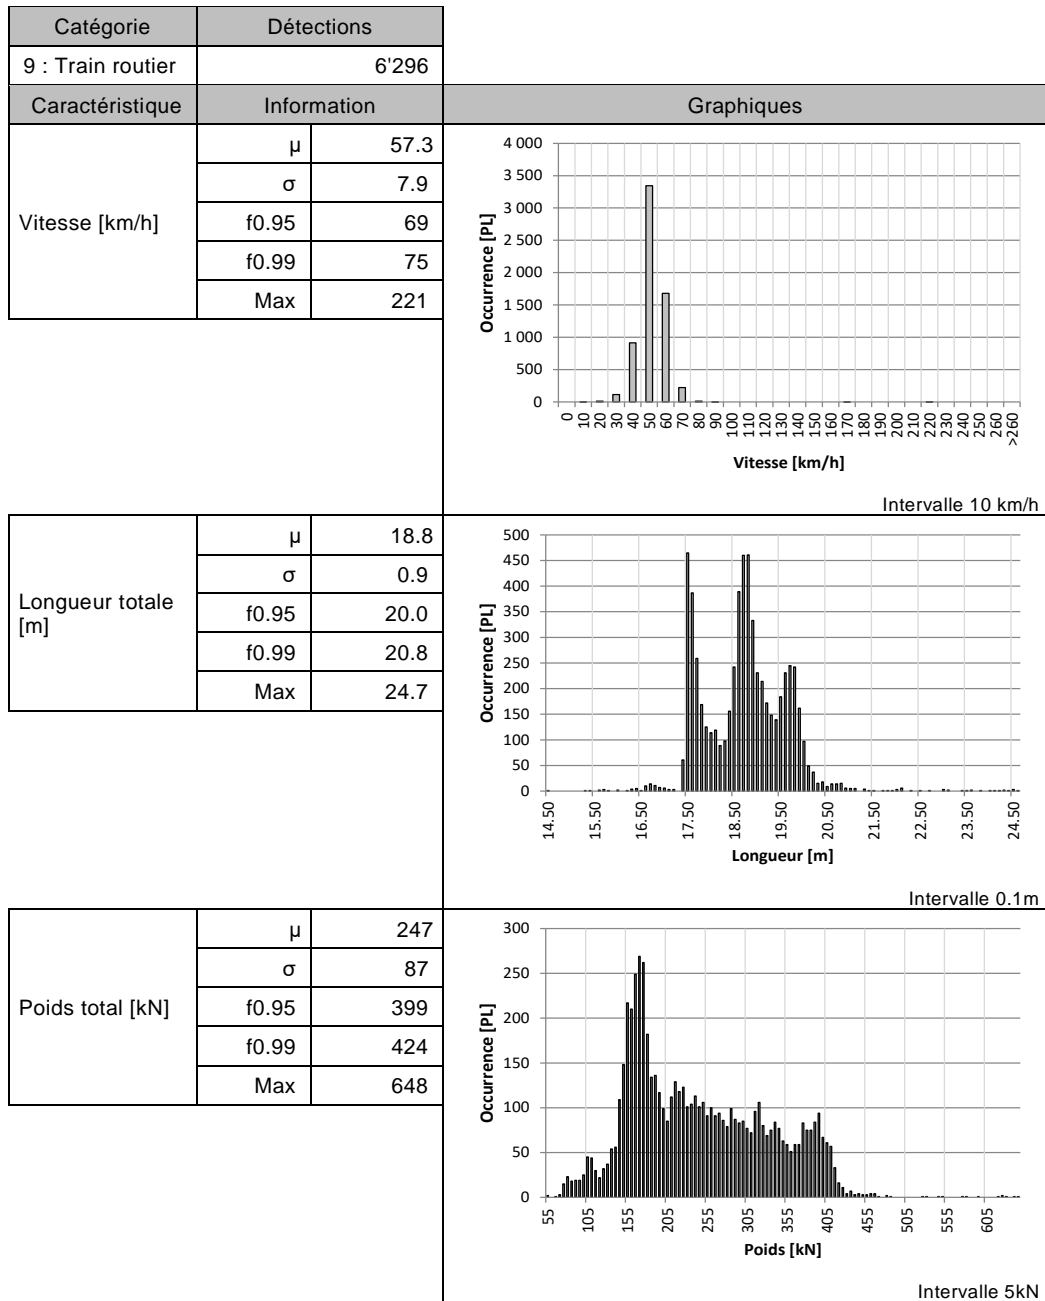 Catégorie Détections
9 : Train routier 6'296
Caractéristique Information Graphiques
Vitesse [km/h]
µ 57.3
σ 7.9
f0.95 69
f0.99 75
Max 221
Occurrence [PL]
4 000
3 500
3 000
2 500
2 000
1 500
1 000
500
0
0 10 20 30 40 50 60 70 80 90 100 110 120 130 140 150 160 170 180 190 200 210 220 230 240 250 260 >260
Vitesse [km/h]
Intervalle 10 km/h
Longueur totale
[m]
µ 18.8
σ 0.9
f0.95 20.0
f0.99 20.8
Max 24.7
Occurrence [PL]
500
450
400
350
300
250
200
150
100
50
0
14.50 15.50 16.50 17.50 18.50 19.50 20.50 21.50 22.50 23.50 24.50
Longueur [m]
Intervalle 0.1m
Poids total [kN]
µ 247
σ 87
f0.95 399
f0.99 424
Max 648
Occurrence [PL]
300
250
200
150
100
50
0
55 105 155 205 255 305 355 405 455 505 555 605
Poids [kN]
Intervalle 5kN